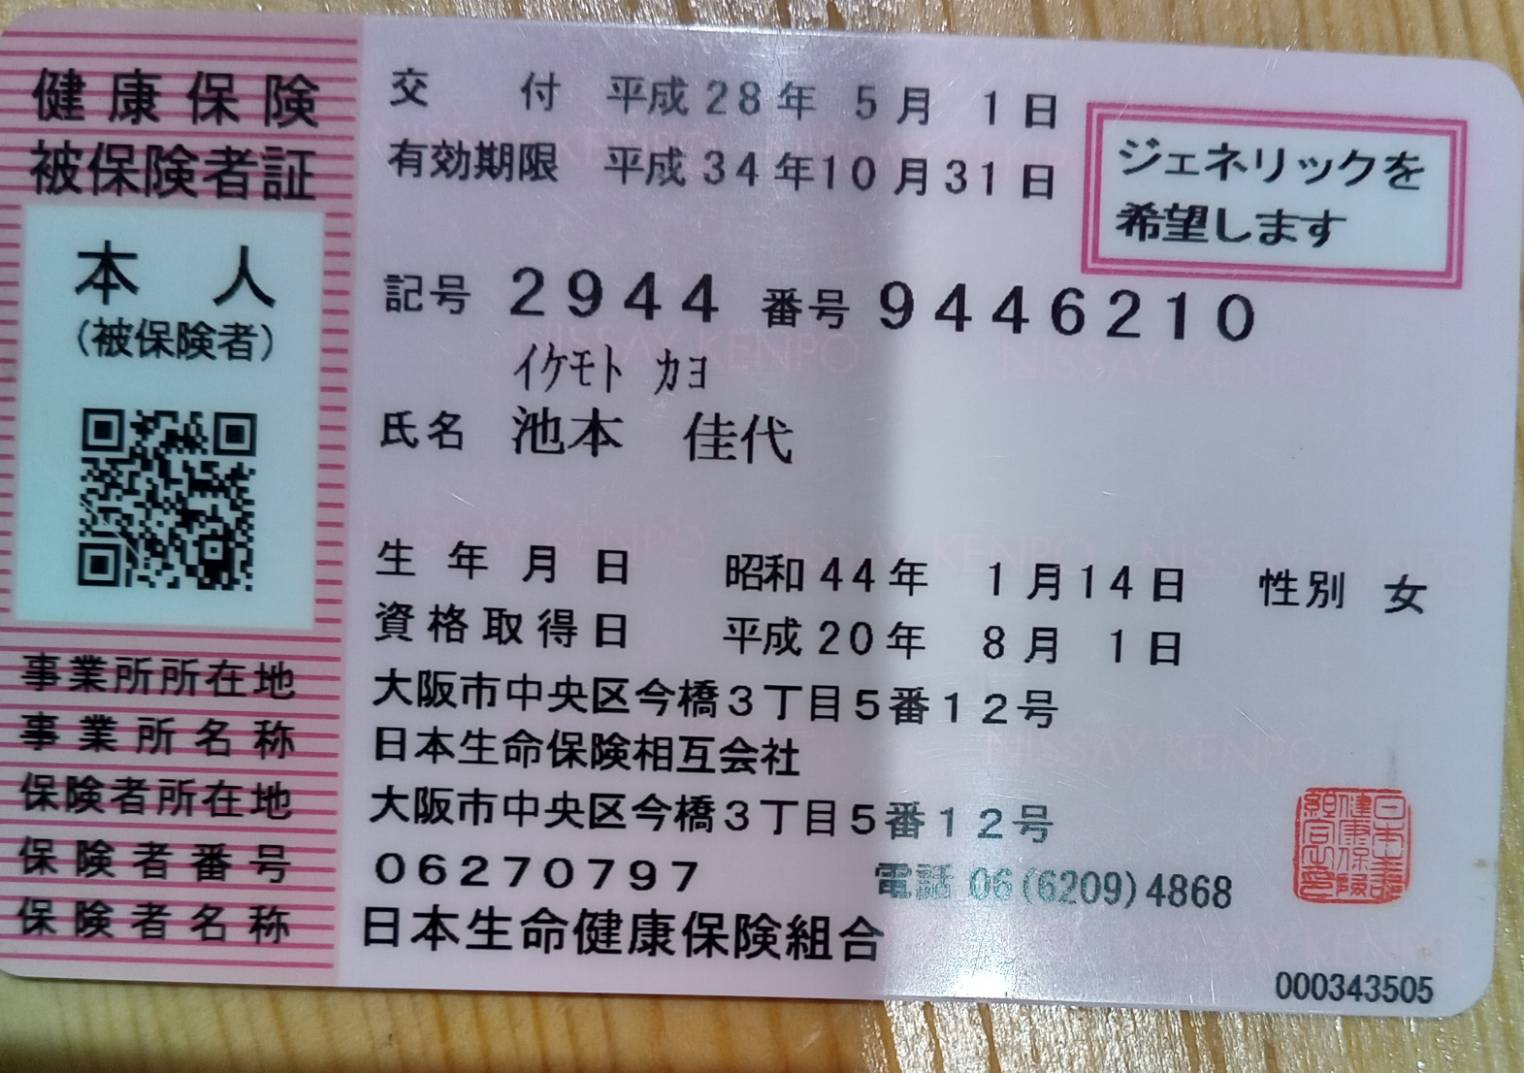 健康保険
被保険者証
本人
(被保険者)
交付 平成28年 5月 1日
有効期限 平成34年10月31日
ジェネリックを
希望します
記号 2944 番号 9446210
イケモト カヨ
氏名 池本 佳代
生年月日 昭和44年 1月14日 性別 女
資格取得日 平成20年 8月 1日
事業所所在地 大阪市中央区今橋3丁目5番12号
事業所名称 日本生命保険相互会社
保険者所在地 大阪市中央区今橋3丁目5番12号
保険者番号 06270797 電話 06(6209)4868
保険者名称 日本生命健康保険組合
000343505
NISSAY KENPO